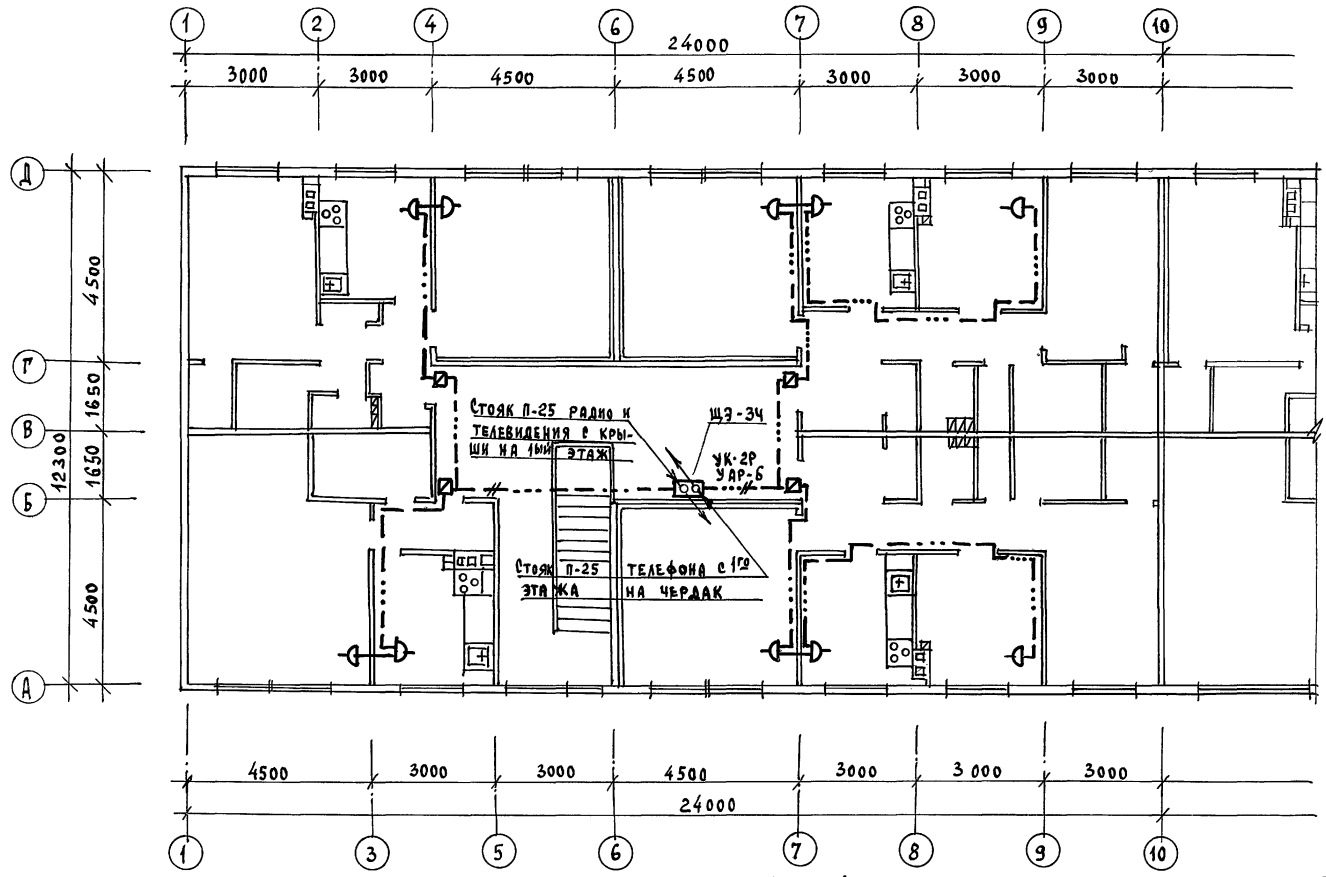 1 2 4 6 7 8 9 10
24000
3000 3000 4500 4500 3000 3000 3000
Д
Г
В
Б
А
4500
1650
1650
4500
12300
СТОЯК П-25 РАДИО И
ТЕЛЕВИДЕНИЯ С КРЫ-
ШИ НА 1ЫЙ ЭТАЖ
ЩЭ-3Ч
УК-2Р
УАР-6
СТОЯК П-25 ТЕЛЕФОНА С 1ГО
ЭТАЖА НА ЧЕРДАК
4500 3000 3000 4500 3000 3000 3000
24000
1 3 5 6 7 8 9 10